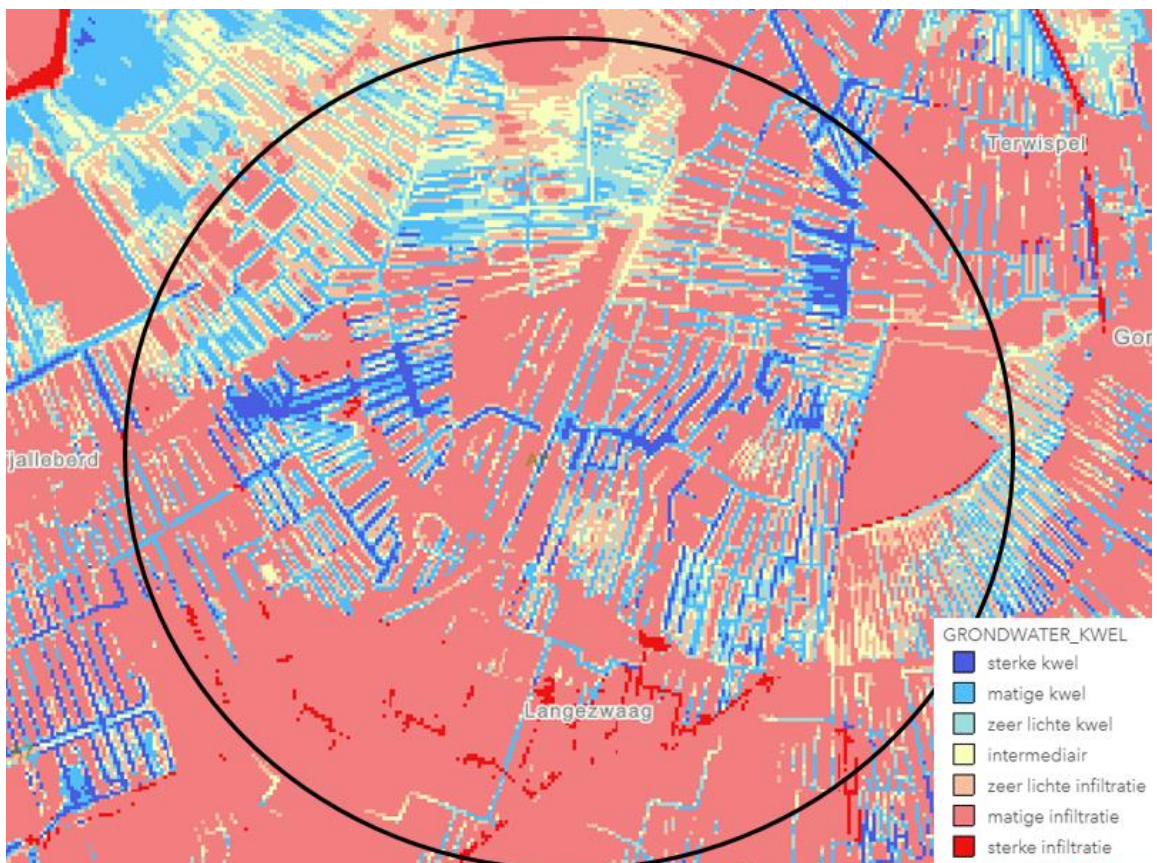 Terwispel
Gor
jallebord
A7
Langezwaag
GRONDWATER_KWEL
sterke kwel
matige kwel
zeer lichte kwel
intermediair
zeer lichte infiltratie
matige infiltratie
sterke infiltratie